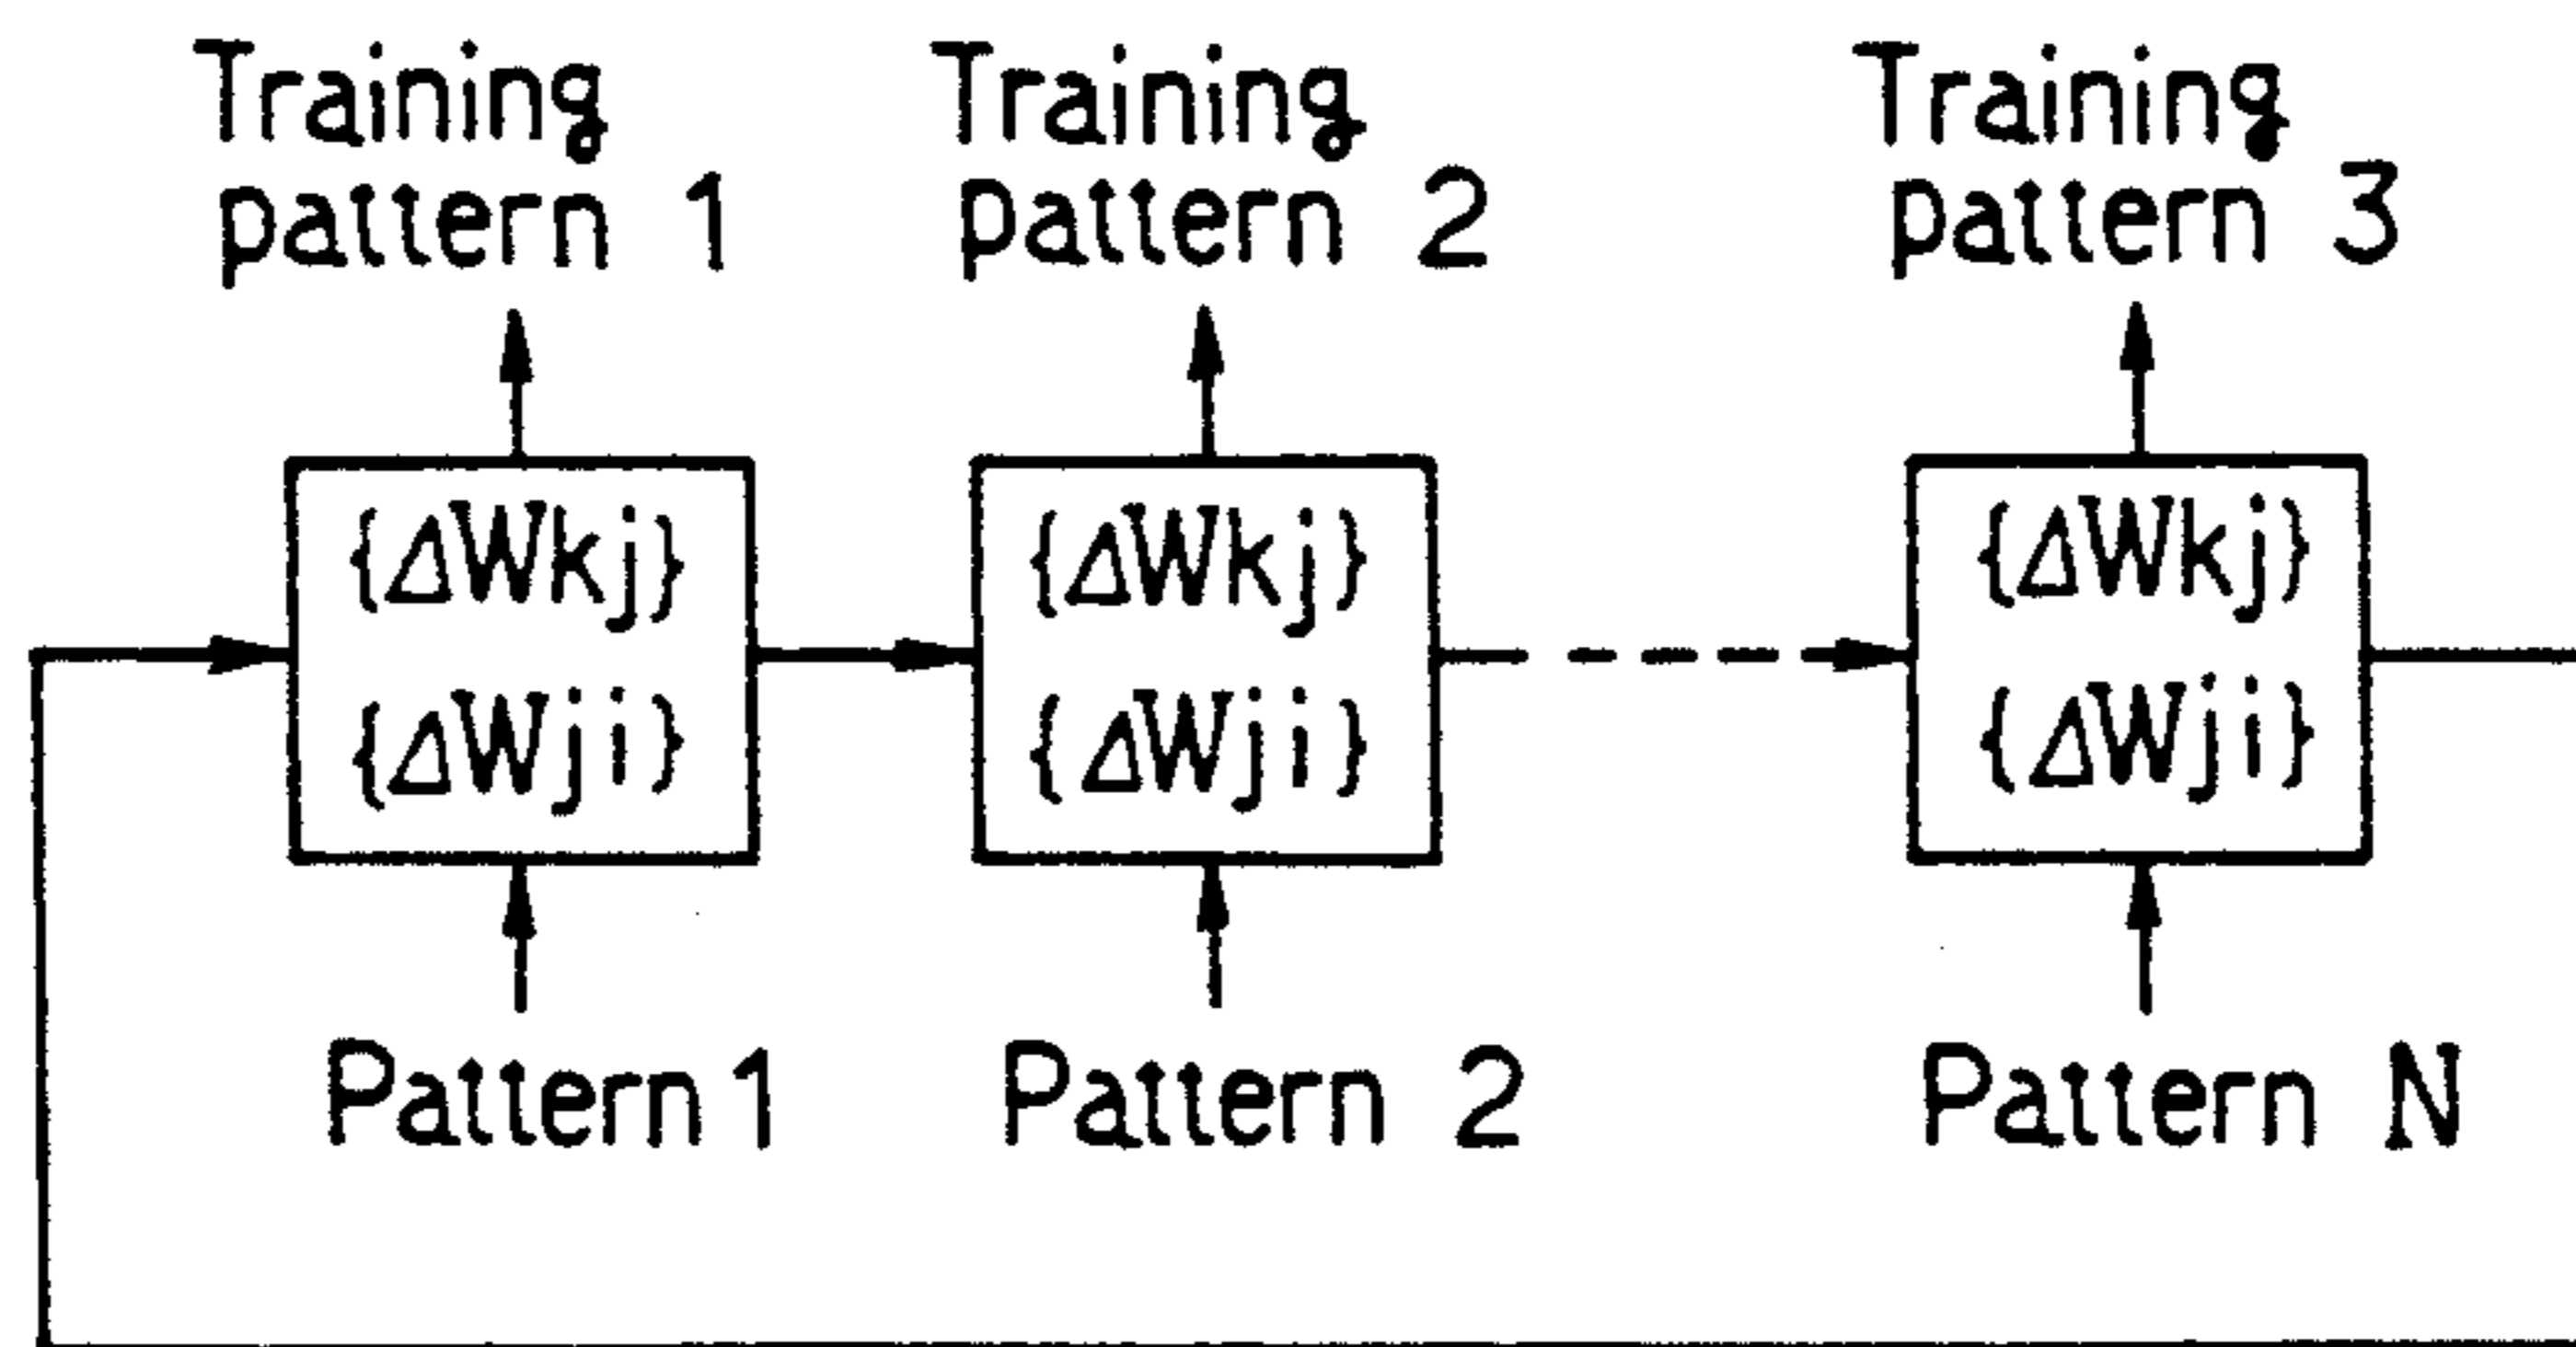 Training
pattern 1
Training
pattern 2
Training
pattern 3
{ΔWkj}
{ΔWji}
{ΔWkj}
{ΔWji}
{ΔWkj}
{ΔWji}
Pattern 1
Pattern 2
Pattern N